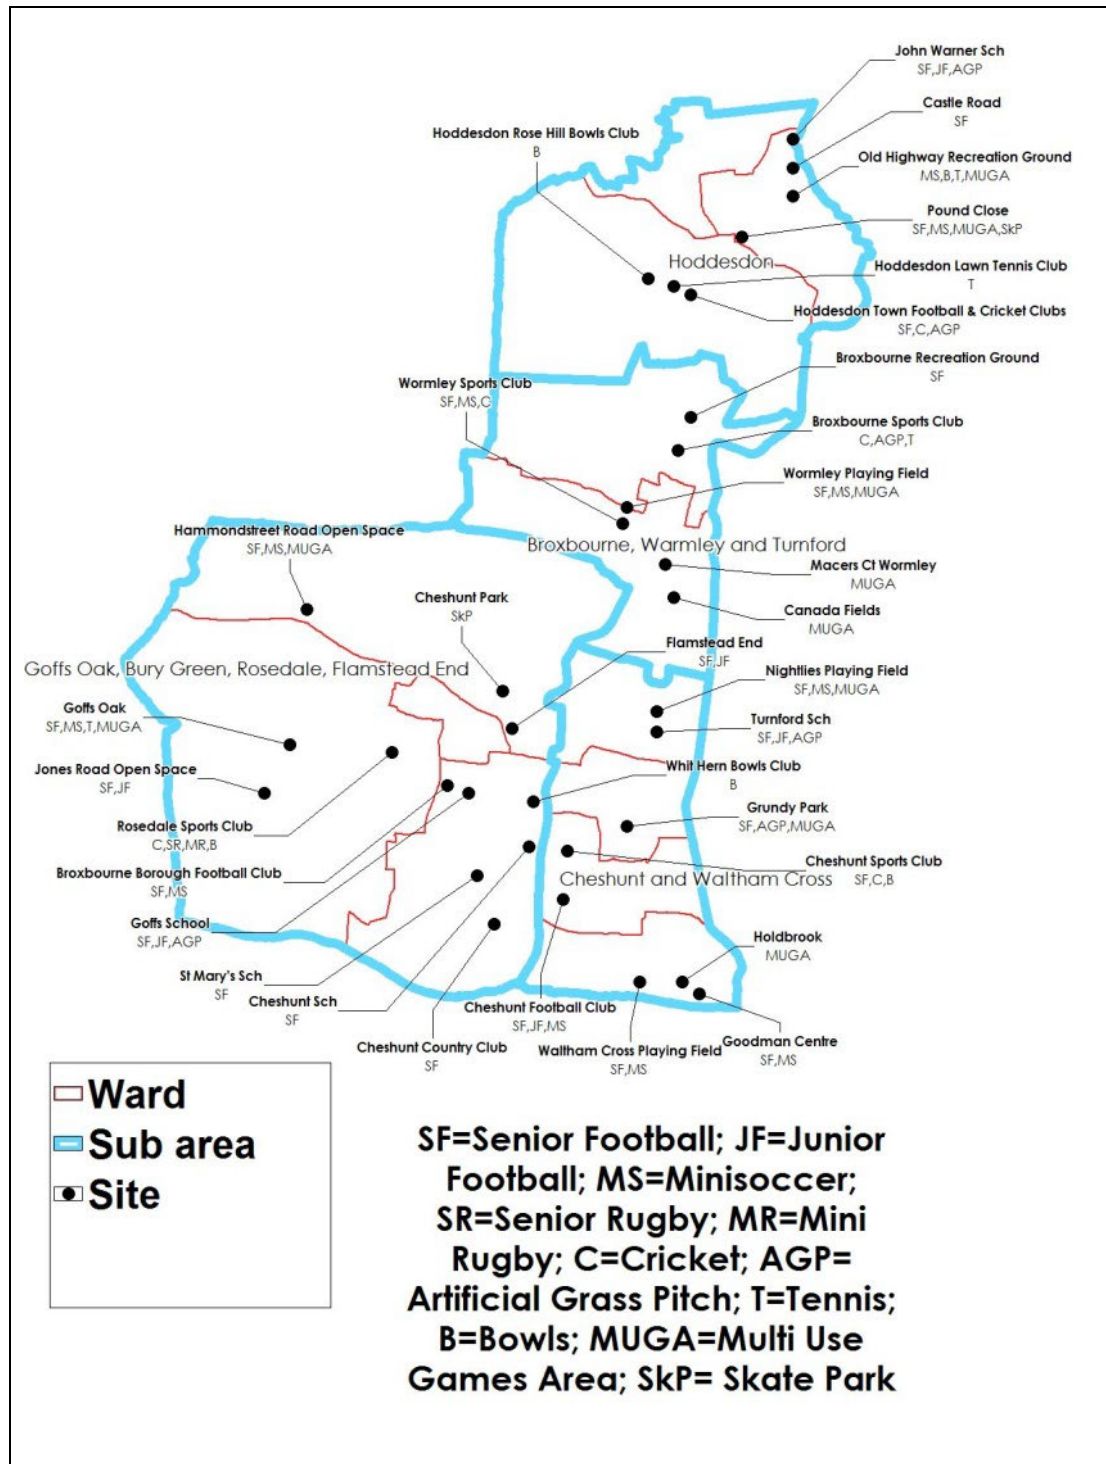 John Warner Sch
SF,JF,AGP
Castle Road
SF
Hoddesdon Rose Hill Bowls Club
B
Old Highway Recreation Ground
MS,B,T,MUGA
Pound Close
SF,MS,MUGA,SkP
Hoddesdon
Hoddesdon Lawn Tennis Club
T
Hoddesdon Town Football & Cricket Clubs
SF,C,AGP
Broxbourne Recreation Ground
SF
Wormley Sports Club
SF,MS,C
Broxbourne Sports Club
C,AGP,T
Wormley Playing Field
SF,MS,MUGA
Hammondstreet Road Open Space
SF,MS,MUGA
Broxbourne, Warmley and Turnford
Macers Ct Wormley
MUGA
Cheshunt Park
SkP
Canada Fields
MUGA
Flamstead End
SF,JF
Goffs Oak, Bury Green, Rosedale, Flamstead End
Nightlies Playing Field
SF,MS,MUGA
Goffs Oak
SF,MS,T,MUGA
Turnford Sch
SF,JF,AGP
Jones Road Open Space
SF,JF
Whit Hern Bowls Club
B
Grundy Park
SF,AGP,MUGA
Rosedale Sports Club
C,SR,MR,B
Broxbourne Borough Football Club
SF,MS
Cheshunt Sports Club
SF,C,B
Cheshunt and Waltham Cross
Goffs School
SF,JF,AGP
Holdbrook
MUGA
St Mary's Sch
SF
Cheshunt Sch
SF
Cheshunt Football Club
SF,JF,MS
Cheshunt Country Club
SF
Waltham Cross Playing Field
SF,MS
Goodman Centre
SF,MS
Ward
Sub area
Site
SF=Senior Football; JF=Junior
Football; MS=Minisoccer;
SR=Senior Rugby; MR=Mini
Rugby; C=Cricket; AGP=
Artificial Grass Pitch; T=Tennis;
B=Bowls; MUGA=Multi Use
Games Area; SkP= Skate Park